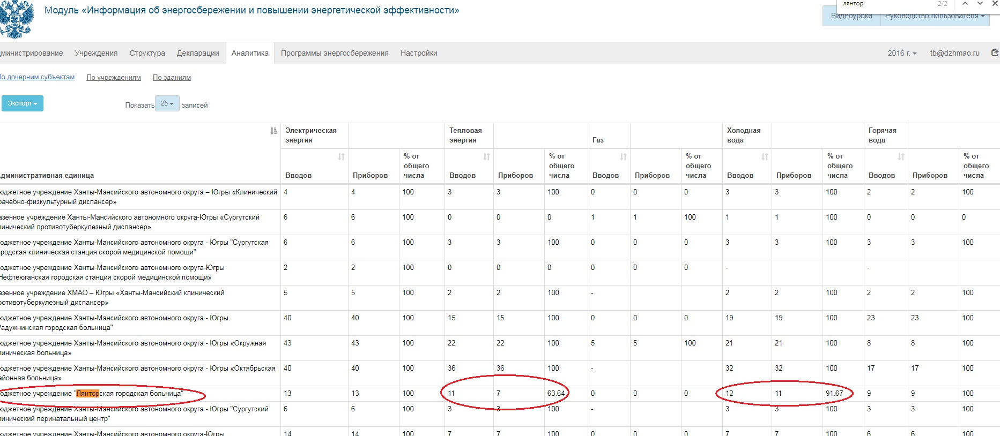 Модуль «Информация об энергосбережении и повышении энергетической эффективности»
лянтор 2/2
Видеоуроки Руководство пользователя
дминистрирование Учреждения Структура Декларации Аналитика Программы энергосбережения Настройки 2016 г. tb@dzhmao.ru
По дочерним субъектам По учреждениям По зданиям
Экспорт Показать 25 записей
Электрическая энергия Тепловая энергия Газ Холодная вода Горячая вода
дминистративная единица Вводов Приборов % от общего числа Вводов Приборов % от общего числа Вводов Приборов % от общего числа Вводов Приборов % от общего числа Вводов Приборов % от общего числа
юджетное учреждение Ханты-Мансийского автономного округа – Югры «Клинический 4 4 100 3 3 100 0 0 0 3 3 100 2 2 100
рачебно-физкультурный диспансер»
азенное учреждение Ханты-Мансийского автономного округа-Югры «Сургутский 6 6 100 0 0 0 1 1 100 1 1 100 0 0 0
линический противотуберкулезный диспансер»
юджетное учреждение Ханты-Мансийского автономного округа - Югры "Сургутская 6 6 100 3 3 100 0 0 0 3 3 100 3 3 100
ородская клиническая станция скорой медицинской помощи"
юджетное учреждение Ханты-Мансийского автономного округа-Югры 2 2 100 0 0 0 0 0 0 - -
Нефтеюганская городская станция скорой медицинской помощи»
азенное учреждение ХМАО – Югры «Ханты-Мансийский клинический 5 5 100 2 2 100 - 2 2 100 2 2 100
ротивотуберкулезный диспансер»
юджетное учреждение Ханты-Мансийского автономного округа - Югры 40 40 100 15 15 100 0 0 0 19 19 100 23 23 100
Радужнинская городская больница"
юджетное учреждение Ханты-Мансийского автономного округа - Югры «Окружная 43 43 100 22 22 100 5 5 100 21 21 100 8 8 100
линическая больница»
юджетное учреждение Ханты-Мансийского автономного округа - Югры «Октябрьская 40 40 100 36 36 100 - 32 32 100 17 17 100
айонная больница»
юджетное учреждение "Лянторская городская больница" 13 13 100 11 7 63.64 0 0 0 12 11 91.67 9 9 100
юджетное учреждение Ханты-Мансийского автономного округа - Югры "Сургутский 6 6 100 3 3 100 - 3 3 100 3 3 100
линический перинатальный центр"
юджетное учреждение Ханты-Мансийского автономного округа-Югры 14 14 100 7 7 100 0 0 0 7 7 100 6 6 100